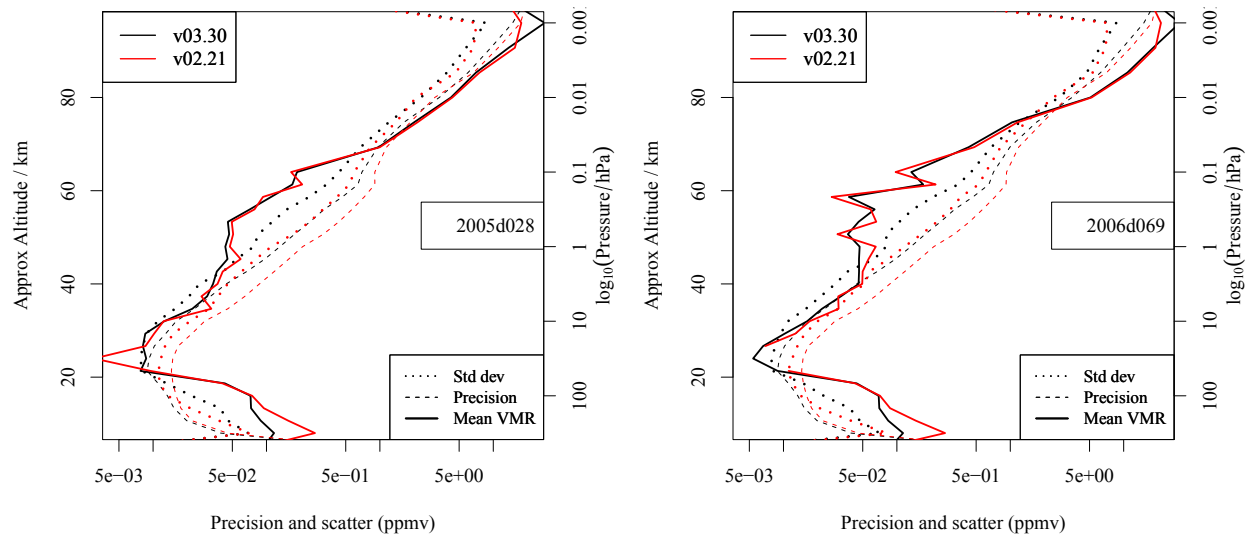 v03.30
v02.21
2005d028
Std dev
Precision
Mean VMR
Approx Altitude / km
20
40
60
80
5e−03
5e−02
5e−01
5e+00
Precision and scatter (ppmv)
0.00
0.01
0.1
1
10
100
log₁₀(Pressure/hPa)
v03.30
v02.21
2006d069
Std dev
Precision
Mean VMR
Approx Altitude / km
20
40
60
80
5e−03
5e−02
5e−01
5e+00
Precision and scatter (ppmv)
0.00
0.01
0.1
1
10
100
log₁₀(Pressure/hPa)